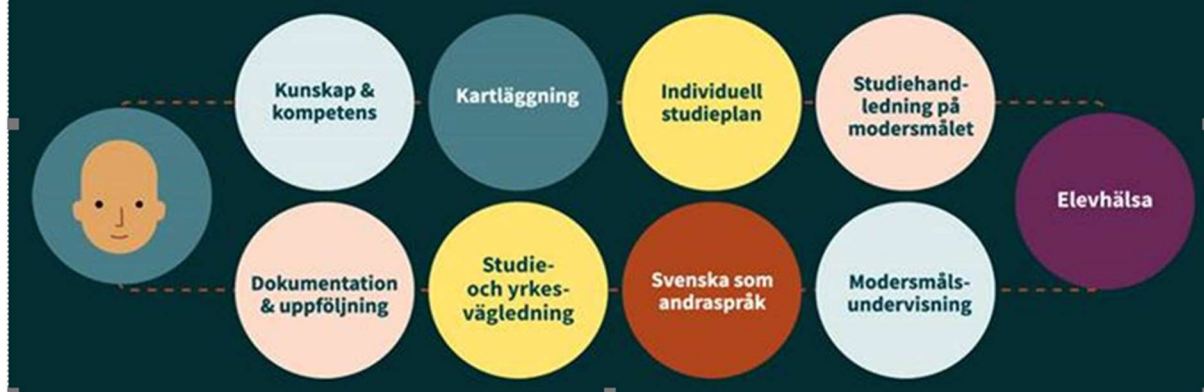 Kunskap &
kompetens
Kartläggning
Individuell
studieplan
Studiehand-
ledning på
modersmålet
Elevhälsa
Dokumentation
& uppföljning
Studie-
och yrkes-
vägledning
Svenska som
andraspråk
Modersmåls-
undervisning